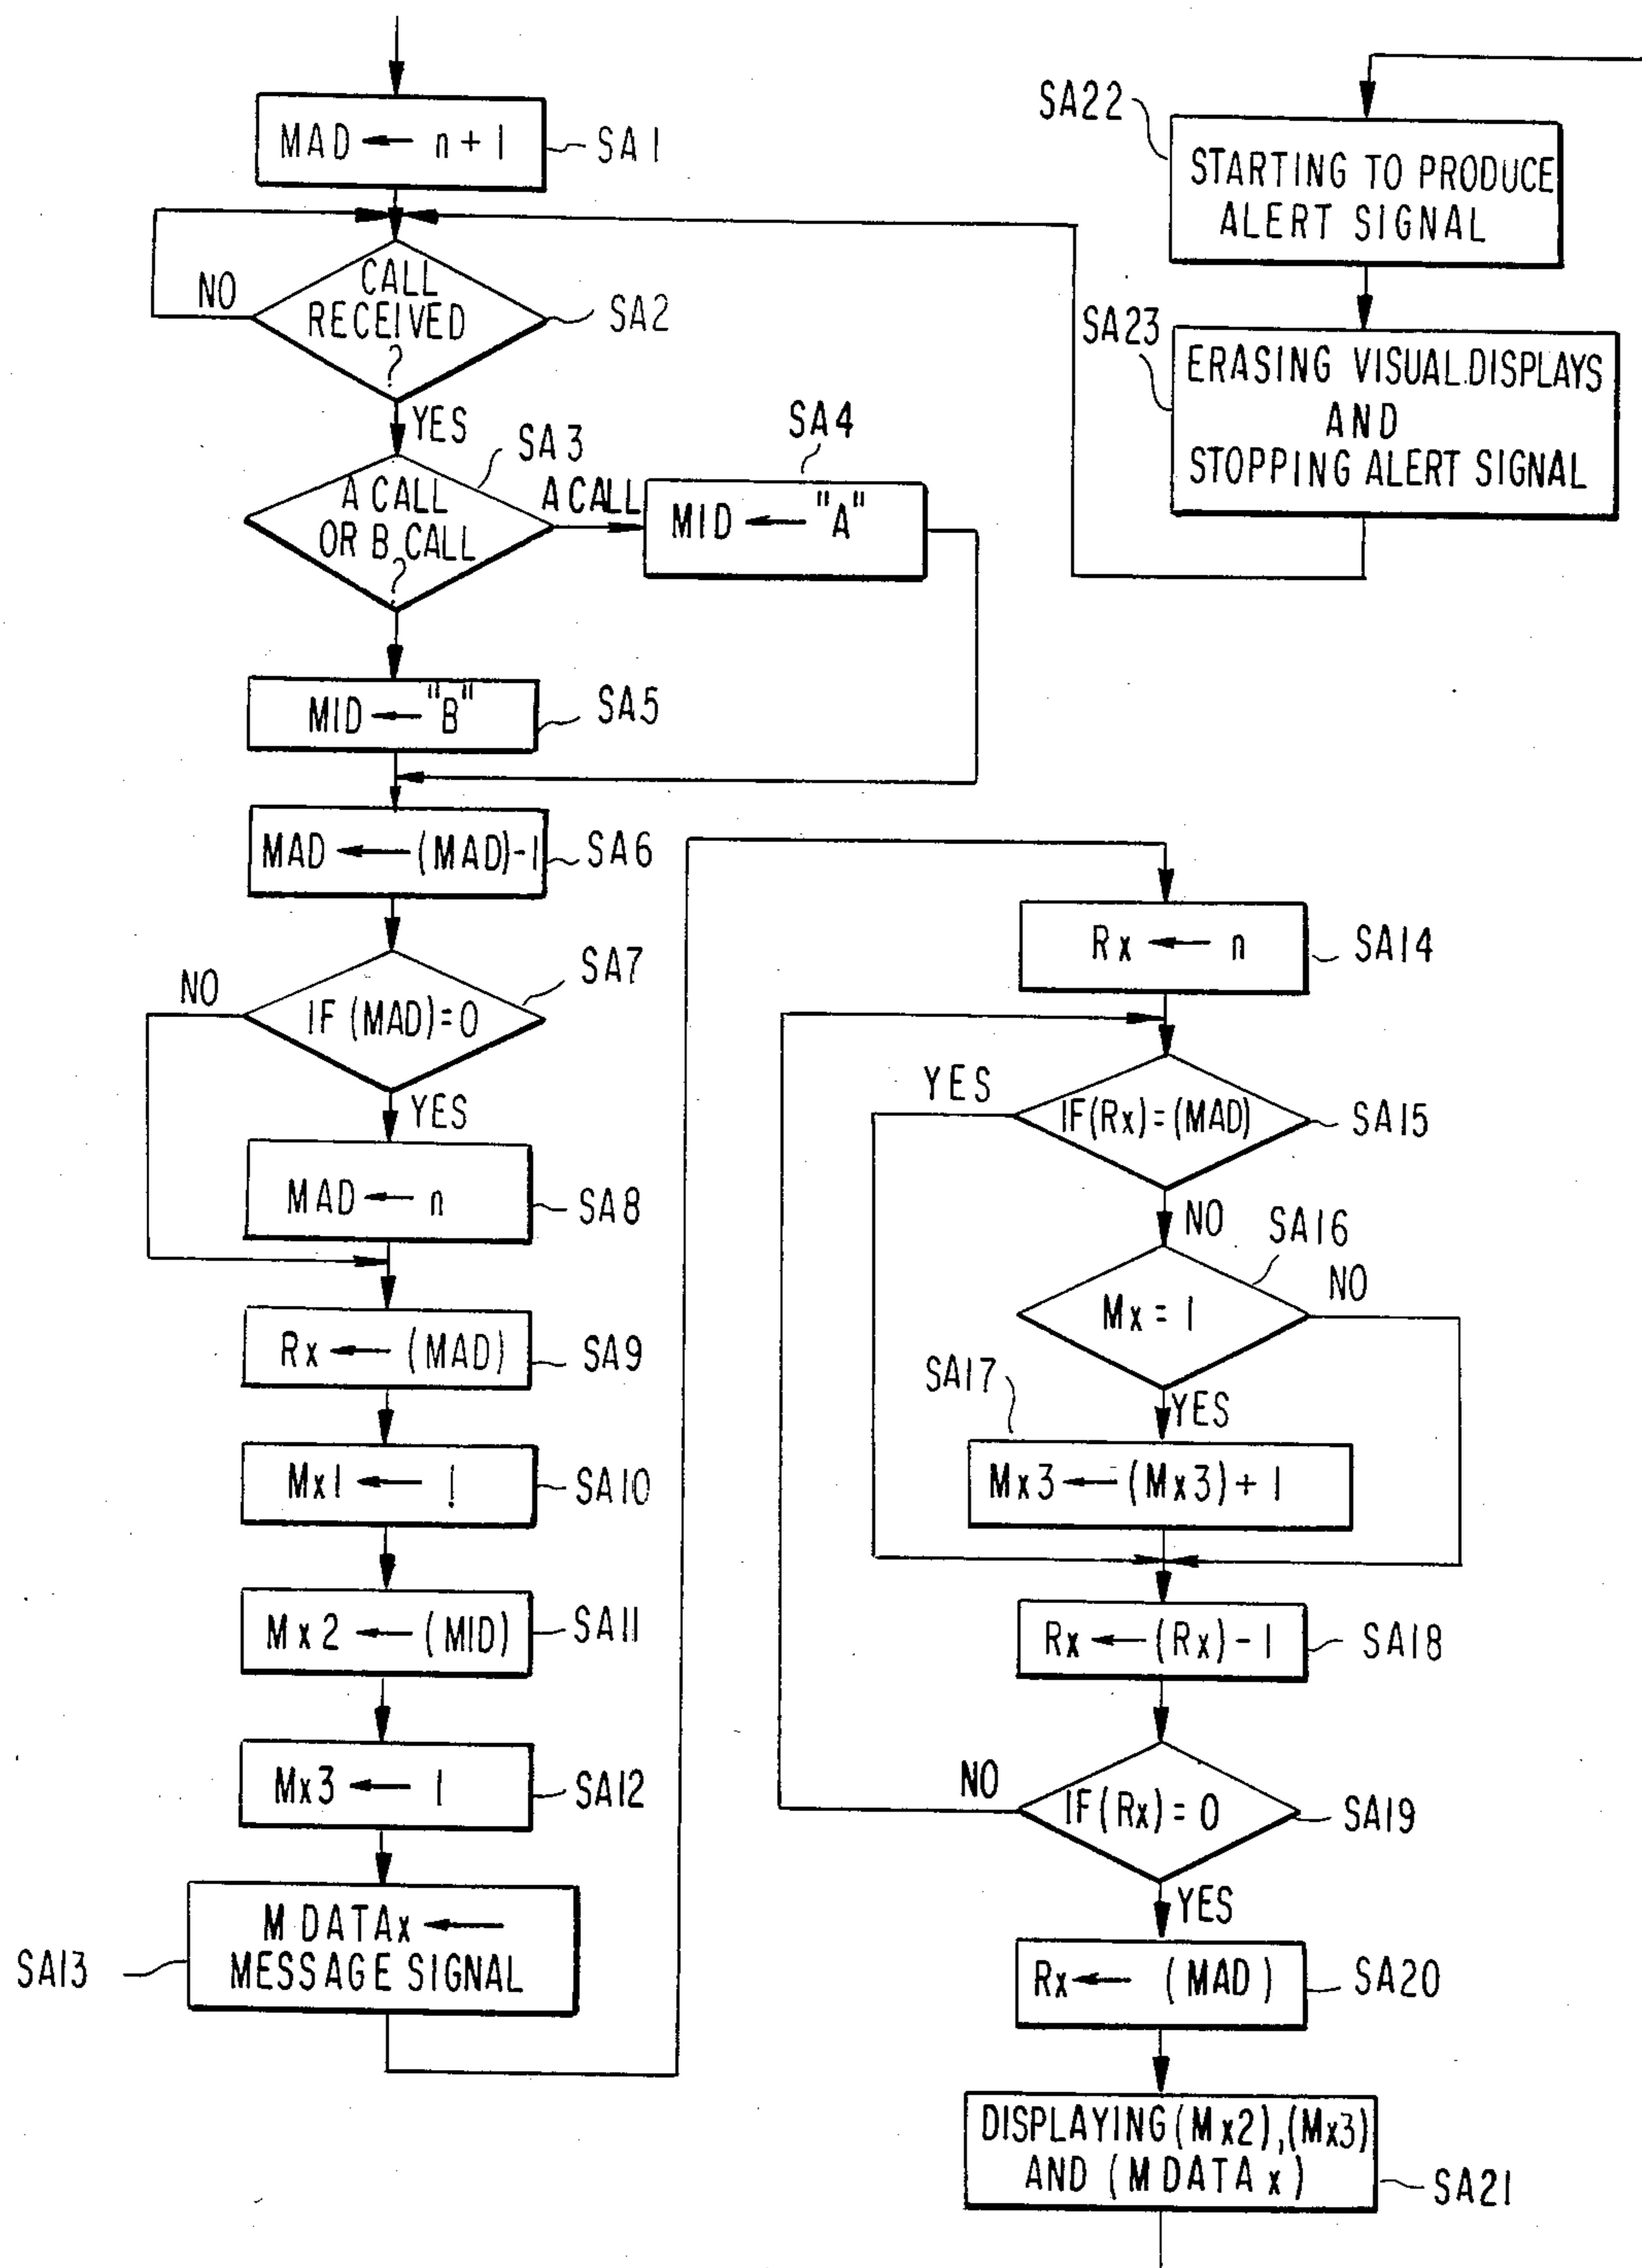 MAD ← n + 1
SA1
CALL
RECEIVED
?
NO
SA2
YES
A CALL
OR B CALL
?
SA3
A CALL
SA4
MID ← "A"
MID ← "B"
SA5
MAD ← (MAD)-1
SA6
IF (MAD)=0
SA7
NO
YES
MAD ← n
SA8
Rx ← (MAD)
SA9
Mx1 ← 1
SA10
Mx2 ← (MID)
SA11
Mx3 ← 1
SA12
M DATAx ←
MESSAGE SIGNAL
SA13
Rx ← n
SA14
YES
IF(Rx)=(MAD)
SA15
NO
SA16
Mx = 1
NO
SA17
YES
Mx3 ← (Mx3)+ 1
Rx ← (Rx)-1
SA18
NO
IF(Rx)=0
SA19
YES
Rx ← (MAD)
SA20
DISPLAYING(Mx2),(Mx3)
AND (M DATA x)
SA21
SA22
STARTING TO PRODUCE
ALERT SIGNAL
SA23
ERASING VISUAL DISPLAYS
AND
STOPPING ALERT SIGNAL